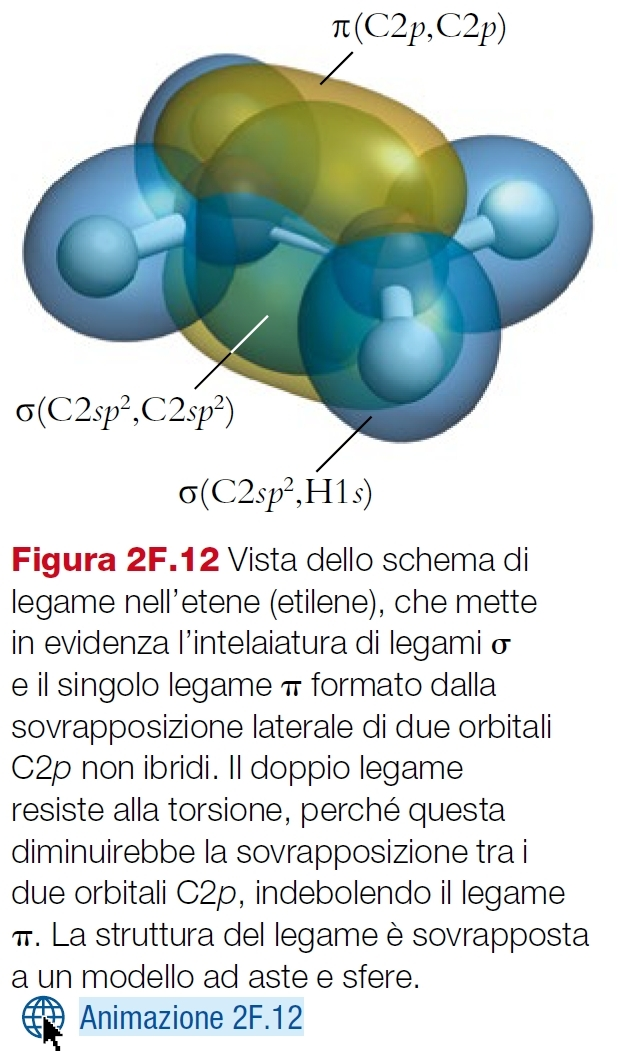 π(C2p,C2p)
σ(C2sp²,C2sp²)
σ(C2sp²,H1s)
Figura 2F.12 Vista dello schema di
legame nell’etene (etilene), che mette
in evidenza l’intelaiatura di legami σ
e il singolo legame π formato dalla
sovrapposizione laterale di due orbitali
C2p non ibridi. Il doppio legame
resiste alla torsione, perché questa
diminuirebbe la sovrapposizione tra i
due orbitali C2p, indebolendo il legame
π. La struttura del legame è sovrapposta
a un modello ad aste e sfere.
Animazione 2F.12